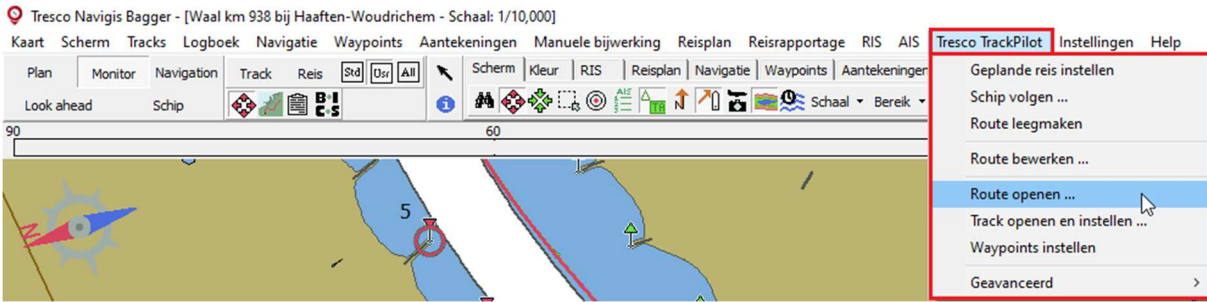 Tresco Navigis Bagger - [Waal km 938 bij Haaften-Woudrichem - Schaal: 1/10,000]
Kaart Scherm Tracks Logboek Navigatie Waypoints Aantekeningen Manuele bijwerking Reisplan Reisrapportage RIS AIS Tresco TrackPilot Instellingen Help
Plan Monitor Navigation Track Reis Std Usr All Scherm Kleur RIS Reisplan Navigatie Waypoints Aantekeningen
Look ahead Schip B I C S AIS TA Schaal Bereik
90 60
5
N
Geplande reis instellen
Schip volgen ...
Route leegmaken
Route bewerken ...
Route openen ...
Track openen en instellen ...
Waypoints instellen
Geavanceerd >